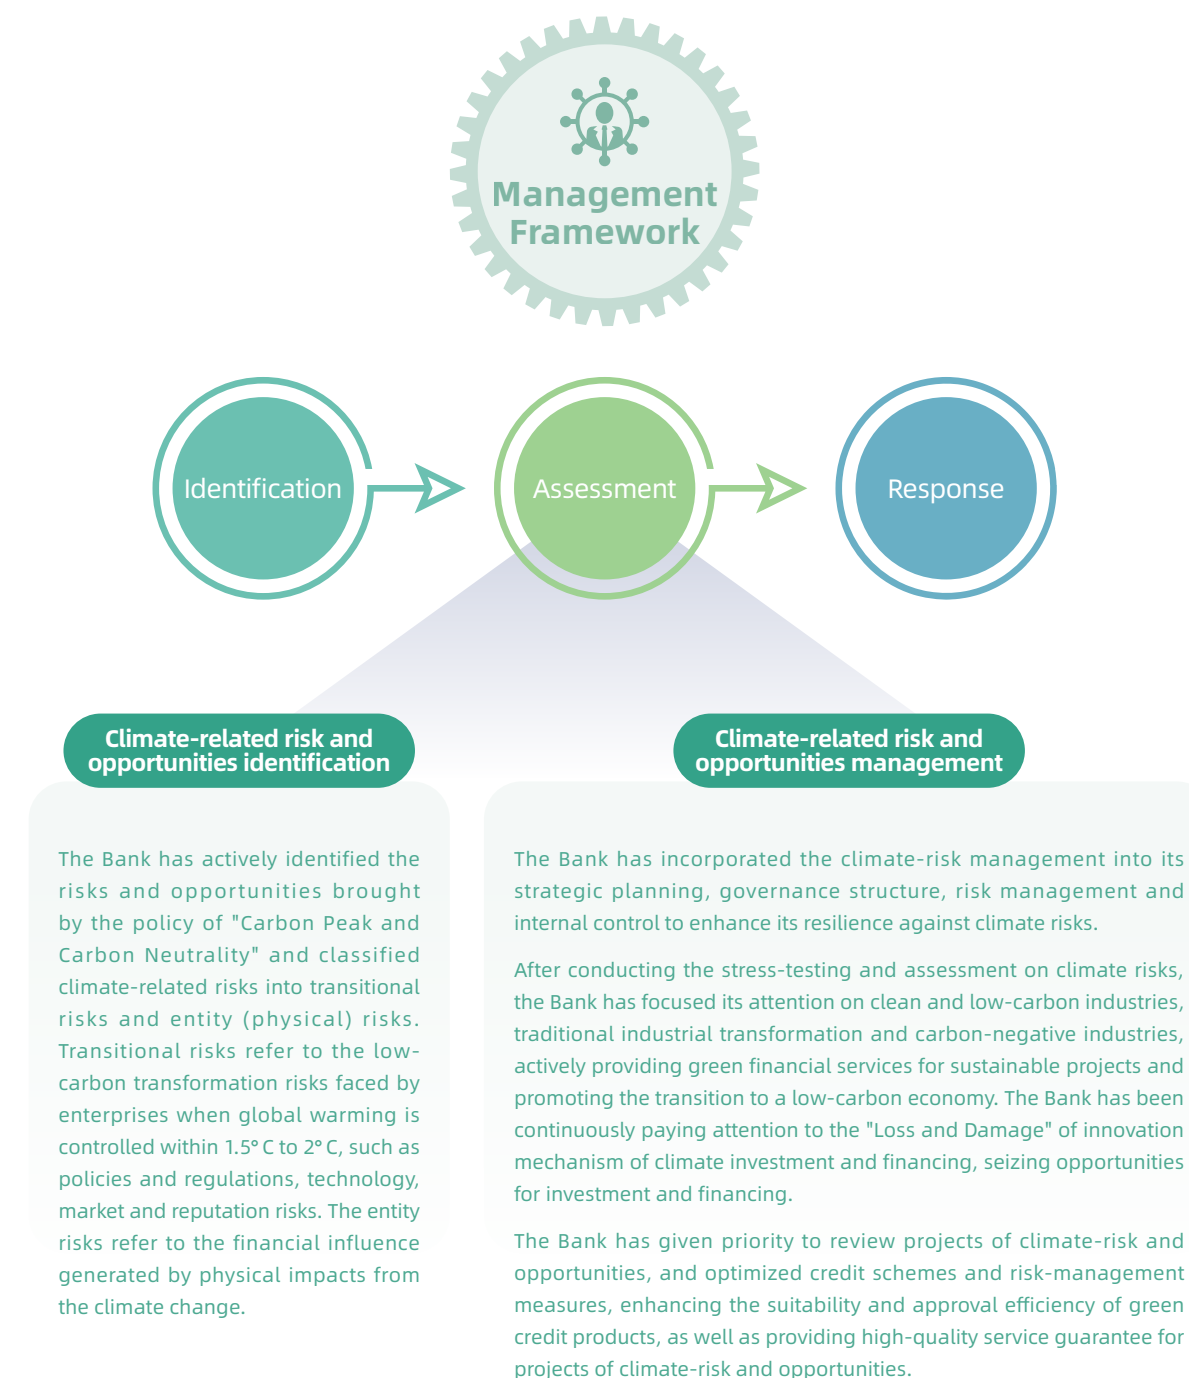 Management
Framework
Identification
Assessment
Response
Climate-related risk and
opportunities identification
The Bank has actively identified the
risks and opportunities brought
by the policy of "Carbon Peak and
Carbon Neutrality" and classified
climate-related risks into transitional
risks and entity (physical) risks.
Transitional risks refer to the low-
carbon transformation risks faced by
enterprises when global warming is
controlled within 1.5° C to 2° C, such as
policies and regulations, technology,
market and reputation risks. The entity
risks refer to the financial influence
generated by physical impacts from
the climate change.
Climate-related risk and
opportunities management
The Bank has incorporated the climate-risk management into its
strategic planning, governance structure, risk management and
internal control to enhance its resilience against climate risks.
After conducting the stress-testing and assessment on climate risks,
the Bank has focused its attention on clean and low-carbon industries,
traditional industrial transformation and carbon-negative industries,
actively providing green financial services for sustainable projects and
promoting the transition to a low-carbon economy. The Bank has been
continuously paying attention to the "Loss and Damage" of innovation
mechanism of climate investment and financing, seizing opportunities
for investment and financing.
The Bank has given priority to review projects of climate-risk and
opportunities, and optimized credit schemes and risk-management
measures, enhancing the suitability and approval efficiency of green
credit products, as well as providing high-quality service guarantee for
projects of climate-risk and opportunities.